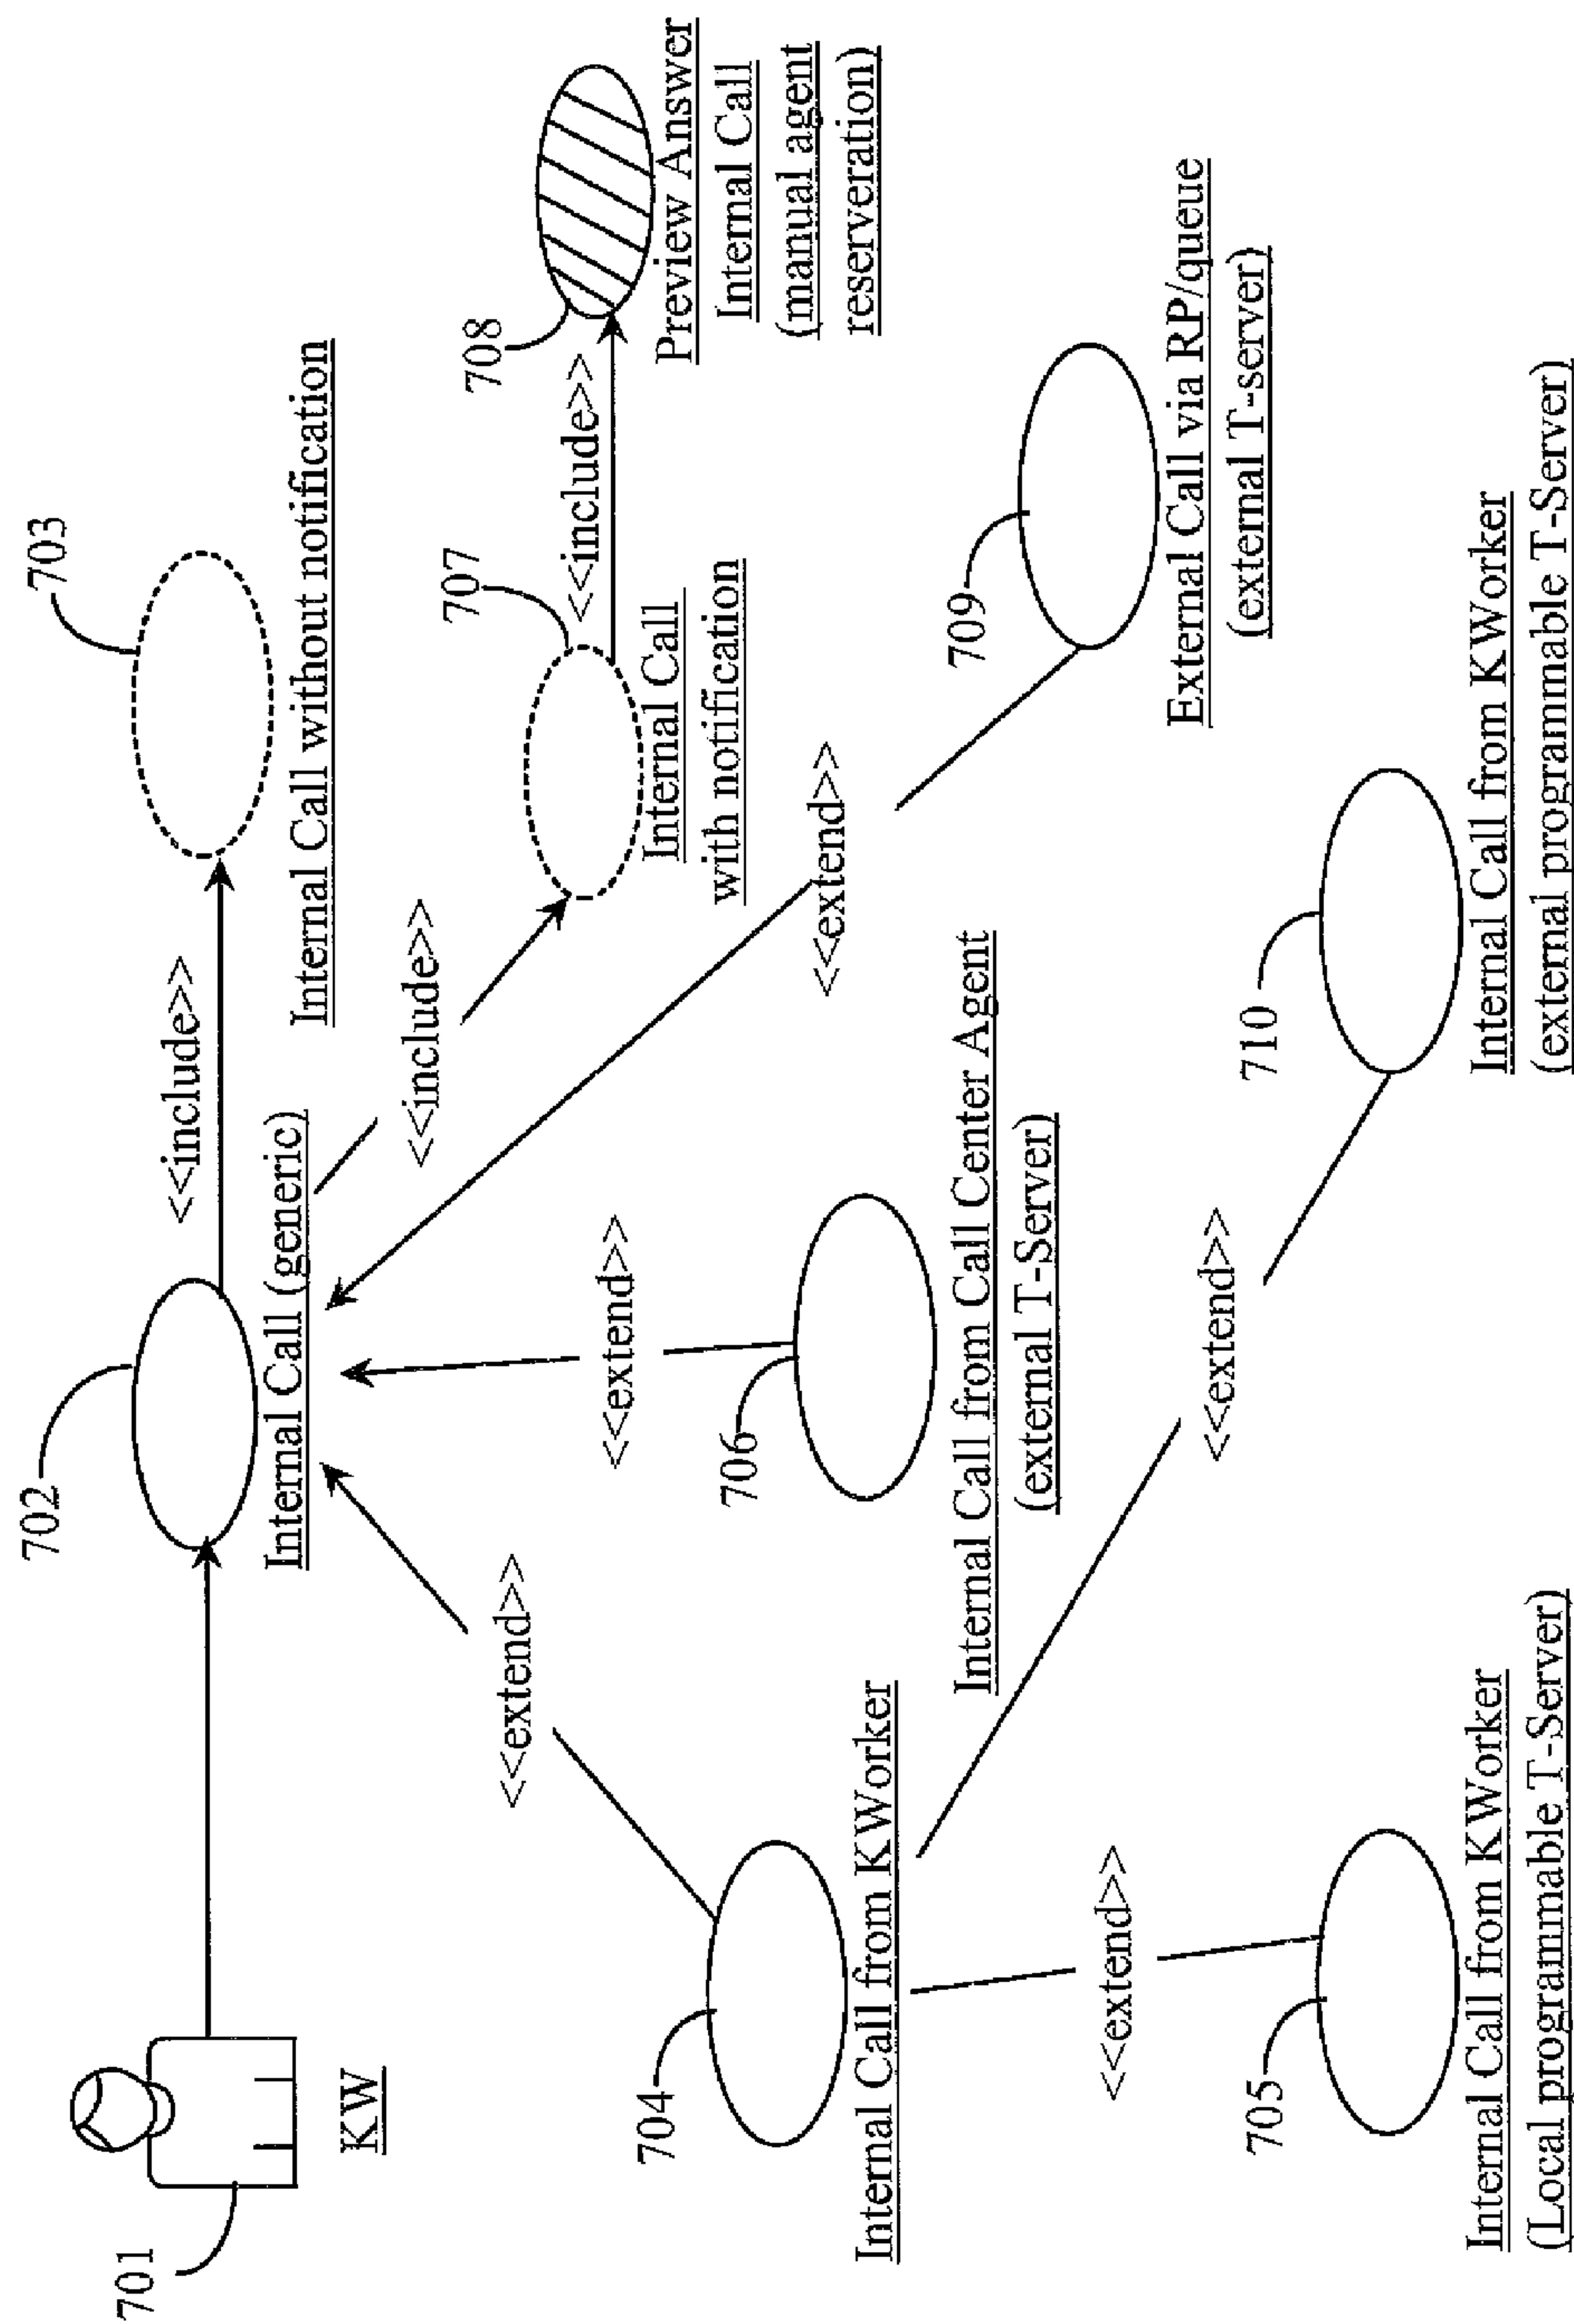 701
KW
702
Internal Call (generic)
<<include>>
703
Internal Call without notification
<<include>>
707
Internal Call
with notification
<<include>>
708
Preview Answer
Internal Call
(manual agent
reserveration)
<<extend>>
<<extend>>
<<extend>>
704
Internal Call from KWorker
706
Internal Call from Call Center Agent
(external T-Server)
709
External Call via RP/queue
(external T-server)
<<extend>>
<<extend>>
705
Internal Call from KWorker
(Local programmable T-Server)
710
Internal Call from KWorker
(external programmable T-Server)